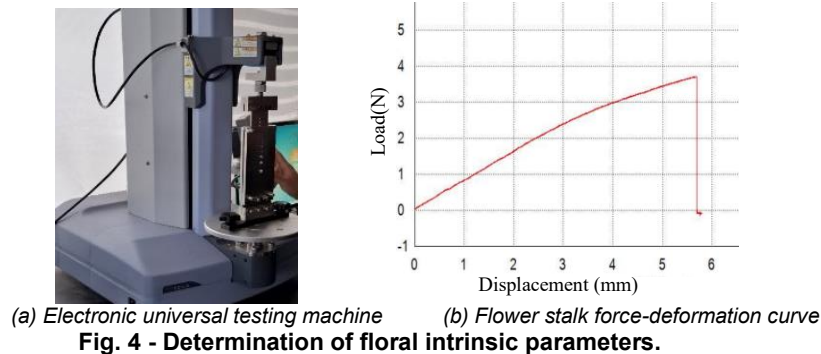 5
4
3
2
1
0
-1
Load(N)
0 1 2 3 4 5 6
Displacement (mm)
(a) Electronic universal testing machine (b) Flower stalk force-deformation curve
Fig. 4 - Determination of floral intrinsic parameters.